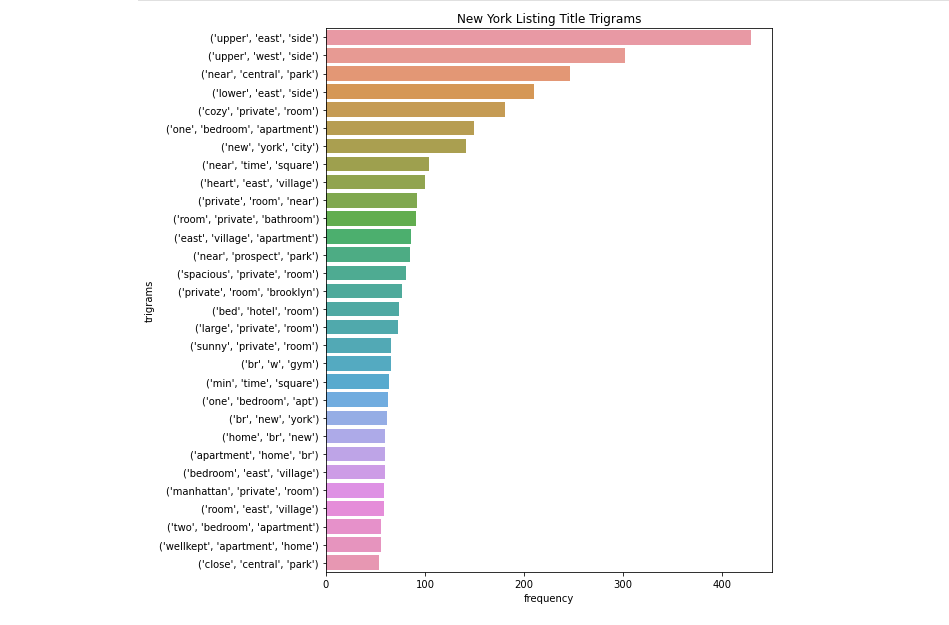 New York Listing Title Trigrams
('upper', 'east', 'side')
('upper', 'west', 'side')
('near', 'central', 'park')
('lower', 'east', 'side')
('cozy', 'private', 'room')
('one', 'bedroom', 'apartment')
('new', 'york', 'city')
('near', 'time', 'square')
('heart', 'east', 'village')
('private', 'room', 'near')
('room', 'private', 'bathroom')
('east', 'village', 'apartment')
('near', 'prospect', 'park')
('spacious', 'private', 'room')
('private', 'room', 'brooklyn')
('bed', 'hotel', 'room')
('large', 'private', 'room')
('sunny', 'private', 'room')
('br', 'w', 'gym')
('min', 'time', 'square')
('one', 'bedroom', 'apt')
('br', 'new', 'york')
('home', 'br', 'new')
('apartment', 'home', 'br')
('bedroom', 'east', 'village')
('manhattan', 'private', 'room')
('room', 'east', 'village')
('two', 'bedroom', 'apartment')
('wellkept', 'apartment', 'home')
('close', 'central', 'park')
trigrams
0 100 200 300 400
frequency